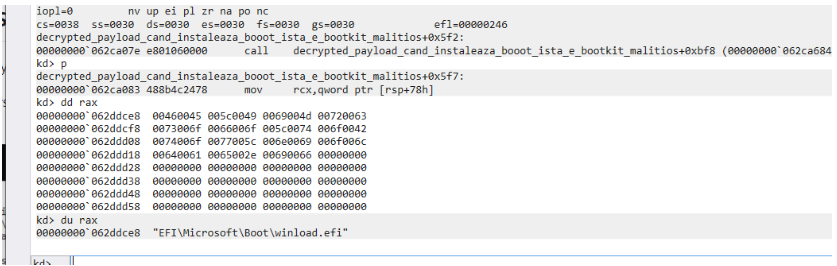 iopl=0 nv up ei pl zr na po nc
cs=0038 ss=0030 ds=0030 es=0030 fs=0030 gs=0030 efl=00000246
decrypted_payload_cand_instaleaza_booot_ista_e_bootkit_malitios+0x5f2:
00000000`062ca07e e801060000 call decrypted_payload_cand_instaleaza_booot_ista_e_bootkit_malitios+0xbf8 (00000000`062ca684
kd> p
decrypted_payload_cand_instaleaza_booot_ista_e_bootkit_malitios+0x5f7:
00000000`062ca083 488b4c2478 mov rcx,qword ptr [rsp+78h]
kd> dd rax
00000000`062ddce8 00460045 005c0049 0069004d 00720063
00000000`062ddcf8 0073006f 0066006f 005c0074 006f0042
00000000`062ddd08 0074006f 0077005c 006e0069 006f006c
00000000`062ddd18 00640061 0065002e 00690066 00000000
00000000`062ddd28 00000000 00000000 00000000 00000000
00000000`062ddd38 00000000 00000000 00000000 00000000
00000000`062ddd48 00000000 00000000 00000000 00000000
00000000`062ddd58 00000000 00000000 00000000 00000000
kd> du rax
00000000`062ddce8 "EFI\Microsoft\Boot\winload.efi"
kd>